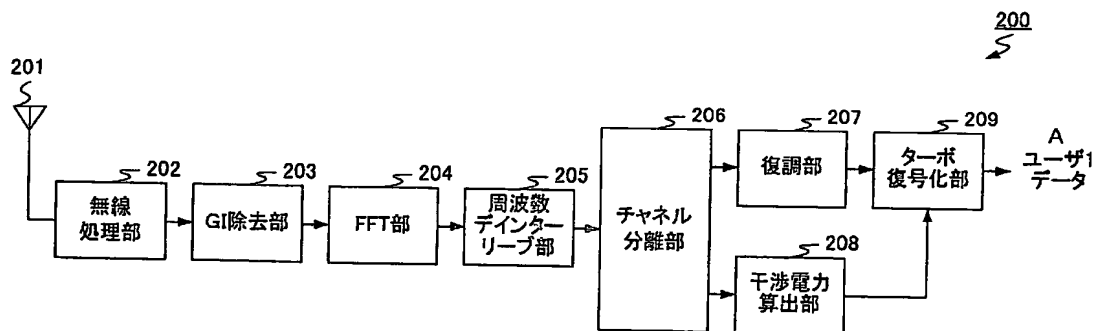 200
201
202
無線
処理部
203
GI除去部
204
FFT部
205
周波数
デインター
リーブ部
206
チャネル
分離部
207
復調部
208
干渉電力
算出部
209
ターボ
復号化部
A
ユーザ1
データ